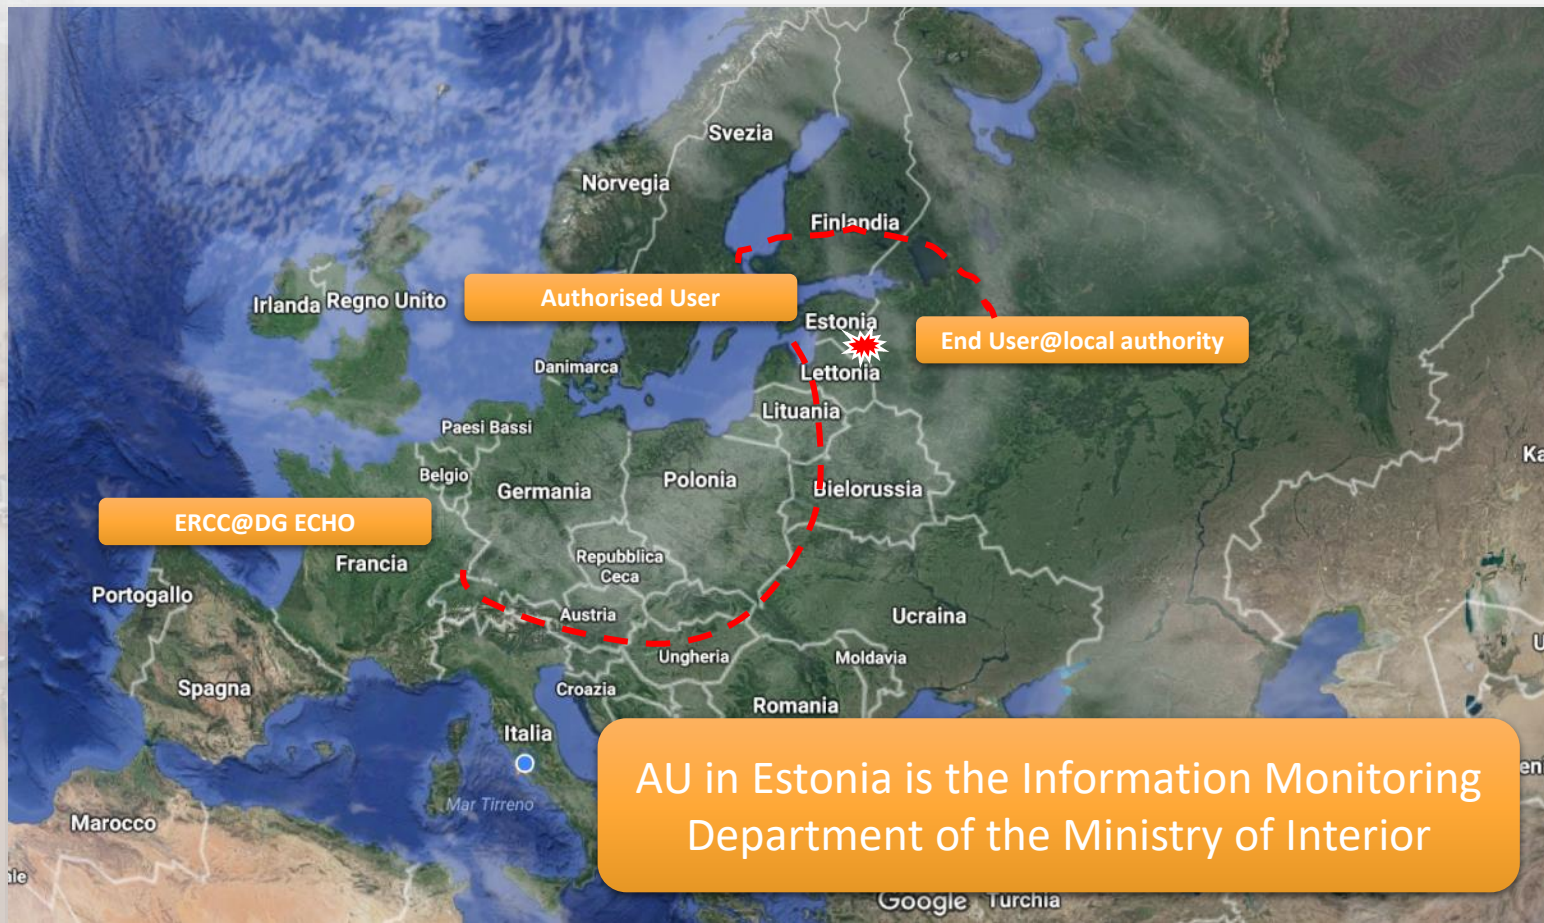 Svezia
Norvegia
Finlandia
Authorised User
Irlanda
Regno Unito
Estonia
End User@local authority
Danimarca
Lettonia
Lituania
Paesi Bassi
Belgio
Germania
Polonia
Bielorussia
ERCC@DG ECHO
Francia
Repubblica
Ceca
Portogallo
Austria
Ucraina
Ungheria
Moldavia
Spagna
Croazia
Romania
Italia
Mar Tirreno
Marocco
AU in Estonia is the Information Monitoring
Department of the Ministry of Interior
Google
Turchia